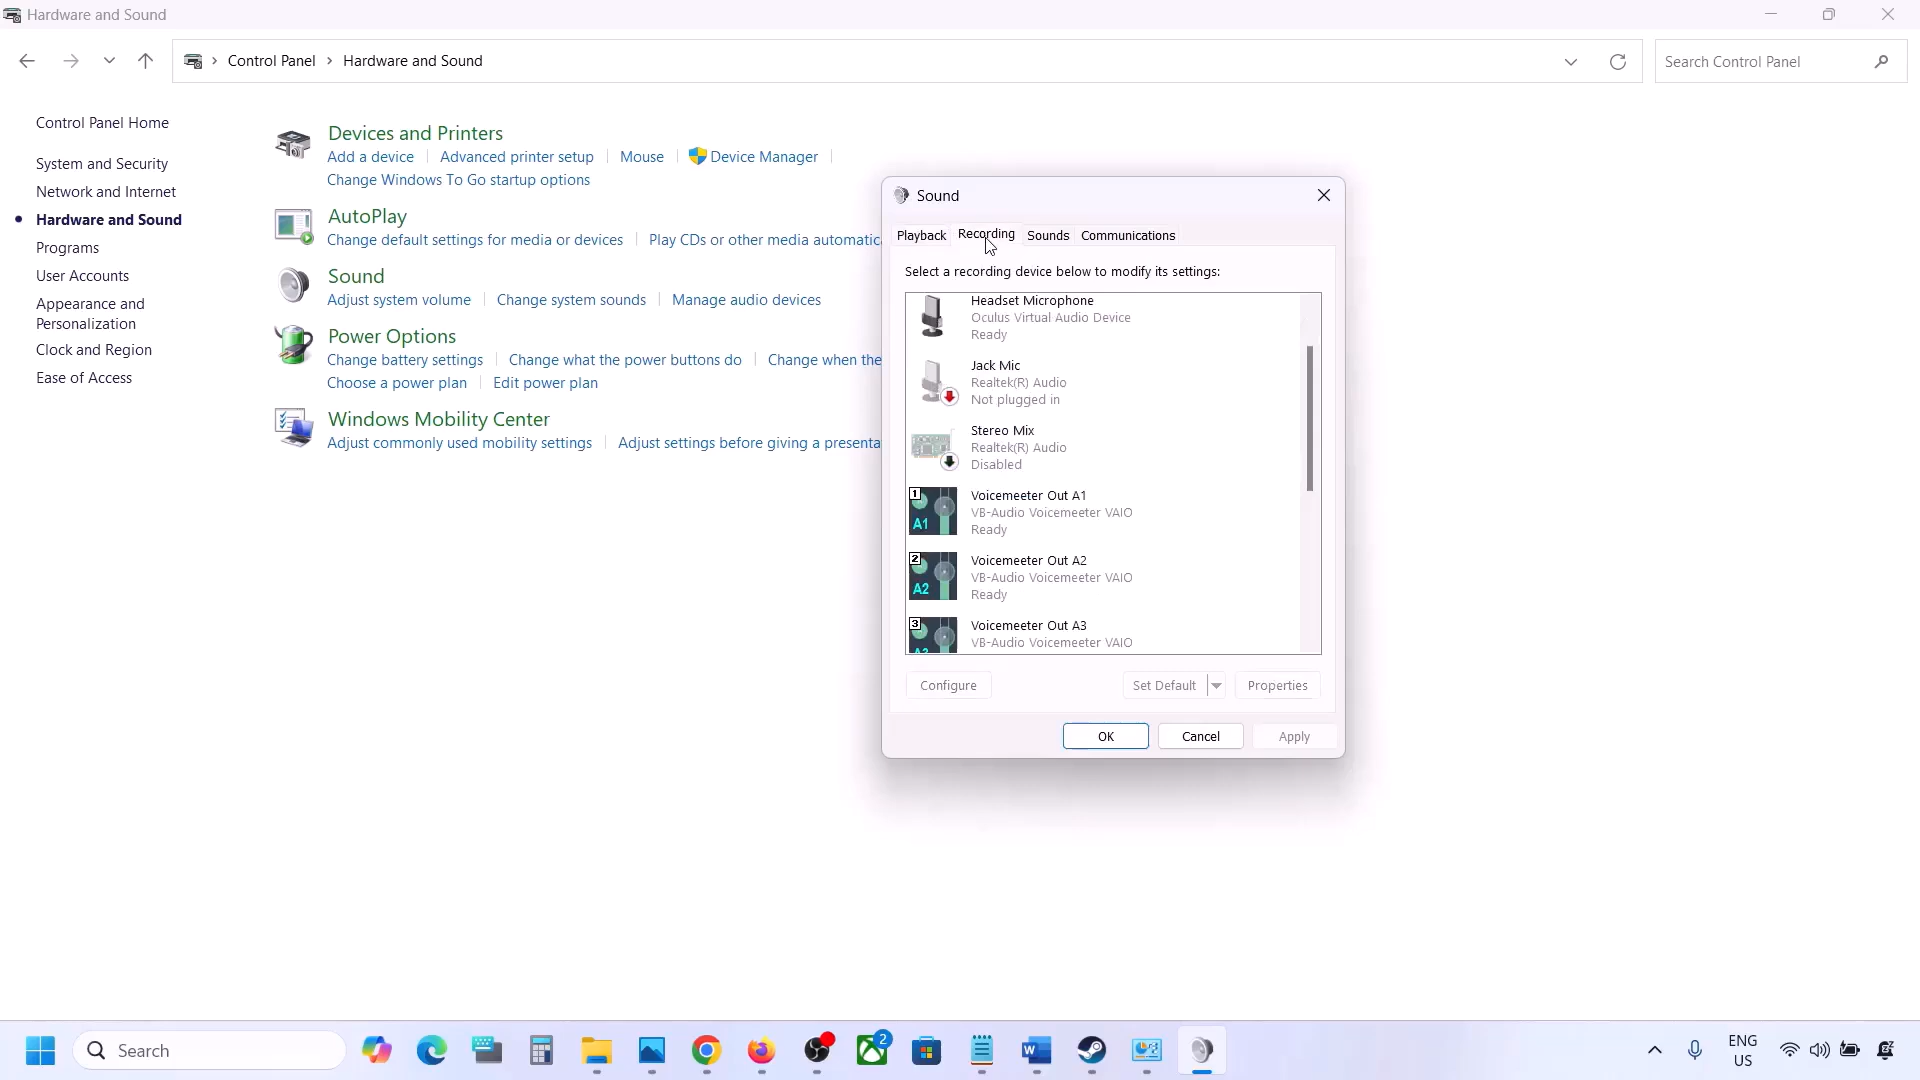 Hardware and Sound
Control Panel > Hardware and Sound
Search Control Panel
Control Panel Home
System and Security
Network and Internet
Hardware and Sound
Programs
User Accounts
Appearance and
Personalization
Clock and Region
Ease of Access
Devices and Printers
Add a device
Advanced printer setup
Mouse
Device Manager
Change Windows To Go startup options
AutoPlay
Change default settings for media or devices
Play CDs or other media automatic
Sound
Adjust system volume
Change system sounds
Manage audio devices
Power Options
Change battery settings
Change what the power buttons do
Change when the
Choose a power plan
Edit power plan
Windows Mobility Center
Adjust commonly used mobility settings
Adjust settings before giving a presenta
Sound
Playback
Recording
Sounds
Communications
Select a recording device below to modify its settings:
Headset Microphone
Oculus Virtual Audio Device
Ready
Jack Mic
Realtek(R) Audio
Not plugged in
Stereo Mix
Realtek(R) Audio
Disabled
1
A1
Voicemeeter Out A1
VB-Audio Voicemeeter VAIO
Ready
2
A2
Voicemeeter Out A2
VB-Audio Voicemeeter VAIO
Ready
3
A3
Voicemeeter Out A3
VB-Audio Voicemeeter VAIO
Configure
Set Default
Properties
OK
Cancel
Apply
Search
2
ENG
US